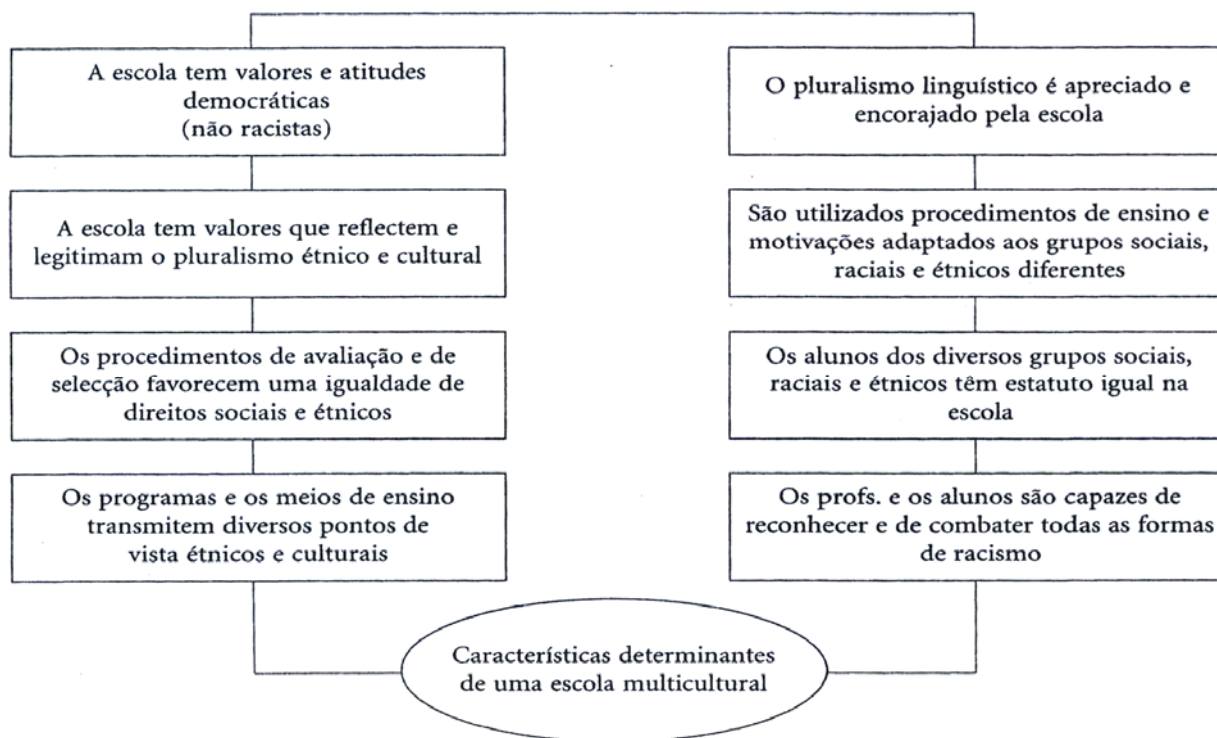 A escola tem valores e atitudes
democráticas
(não racistas)
A escola tem valores que reflectem e
legitimam o pluralismo étnico e cultural
Os procedimentos de avaliação e de
selecção favorecem uma igualdade de
direitos sociais e étnicos
Os programas e os meios de ensino
transmitem diversos pontos de
vista étnicos e culturais
O pluralismo linguístico é apreciado e
encorajado pela escola
São utilizados procedimentos de ensino e
motivações adaptados aos grupos sociais,
raciais e étnicos diferentes
Os alunos dos diversos grupos sociais,
raciais e étnicos têm estatuto igual na
escola
Os profs. e os alunos são capazes de
reconhecer e de combater todas as formas
de racismo
Características determinantes
de uma escola multicultural